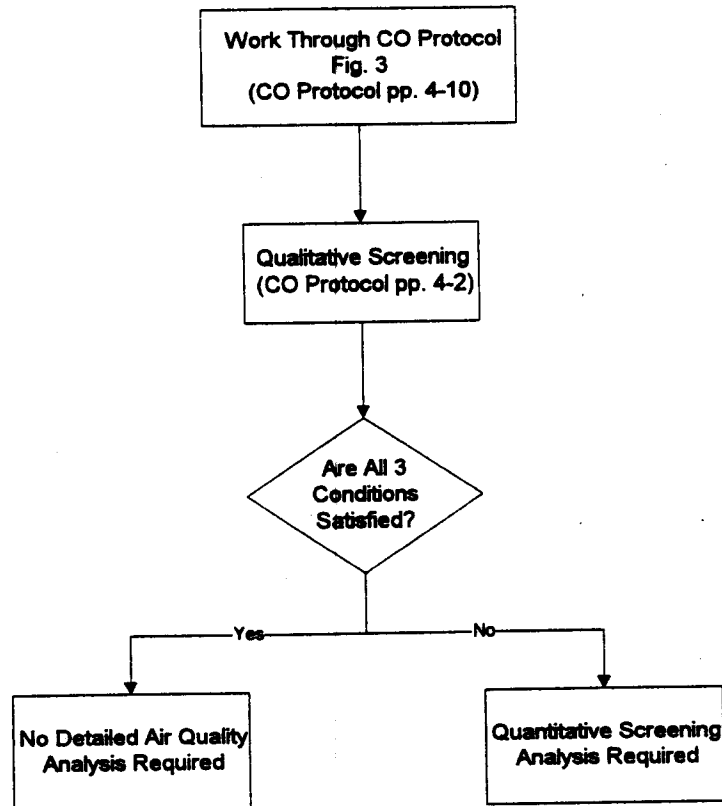 Work Through CO Protocol
Fig. 3
(CO Protocol pp. 4-10)
Qualitative Screening
(CO Protocol pp. 4-2)
Are All 3
Conditions
Satisfied?
Yes
No
No Detailed Air Quality
Analysis Required
Quantitative Screening
Analysis Required